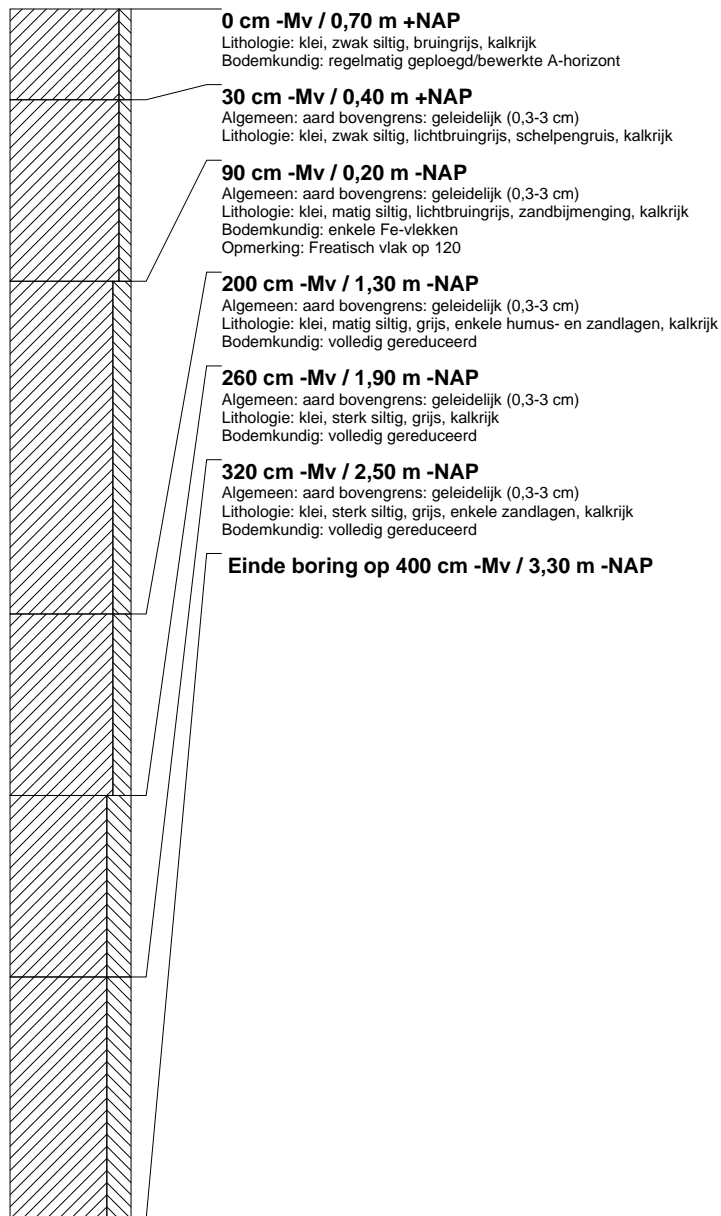 0 cm -Mv / 0,70 m +NAP
Lithologie: klei, zwak siltig, bruingrijs, kalkrijk
Bodemkundig: regelmatig geploegd/bewerkte A-horizont
30 cm -Mv / 0,40 m +NAP
Algemeen: aard bovengrens: geleidelijk (0,3-3 cm)
Lithologie: klei, zwak siltig, lichtbruingrijs, schelpengruis, kalkrijk
90 cm -Mv / 0,20 m -NAP
Algemeen: aard bovengrens: geleidelijk (0,3-3 cm)
Lithologie: klei, matig siltig, lichtbruingrijs, zandbijmenging, kalkrijk
Bodemkundig: enkele Fe-vlekken
Opmerking: Freatisch vlak op 120
200 cm -Mv / 1,30 m -NAP
Algemeen: aard bovengrens: geleidelijk (0,3-3 cm)
Lithologie: klei, matig siltig, grijs, enkele humus- en zandlagen, kalkrijk
Bodemkundig: volledig gereduceerd
260 cm -Mv / 1,90 m -NAP
Algemeen: aard bovengrens: geleidelijk (0,3-3 cm)
Lithologie: klei, sterk siltig, grijs, kalkrijk
Bodemkundig: volledig gereduceerd
320 cm -Mv / 2,50 m -NAP
Algemeen: aard bovengrens: geleidelijk (0,3-3 cm)
Lithologie: klei, sterk siltig, grijs, enkele zandlagen, kalkrijk
Bodemkundig: volledig gereduceerd
Einde boring op 400 cm -Mv / 3,30 m -NAP